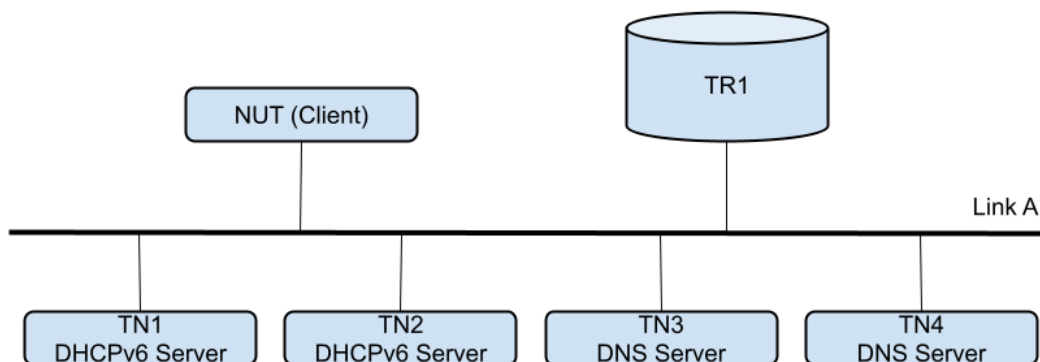 TR1
NUT (Client)
Link A
TN1
DHCPv6 Server
TN2
DHCPv6 Server
TN3
DNS Server
TN4
DNS Server